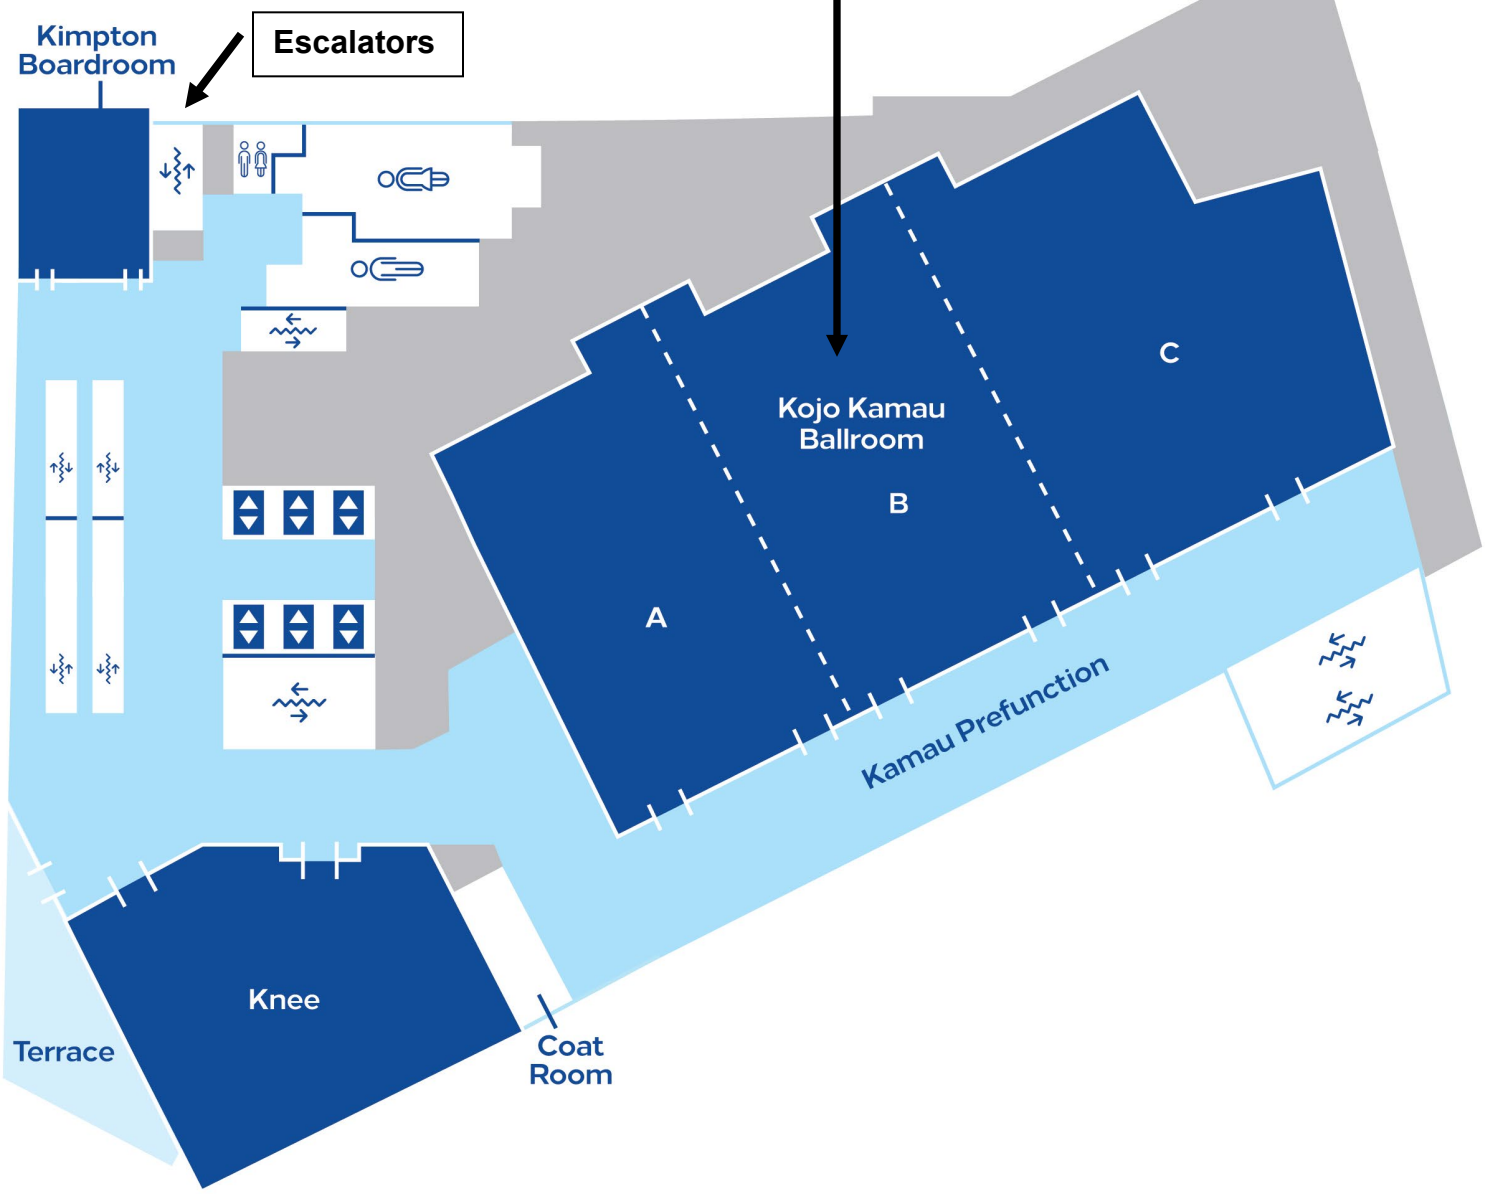 Kimpton
Boardroom
Escalators
Kojo Kamau
Ballroom
A
B
C
Kamau Prefunction
Knee
Terrace
Coat
Room